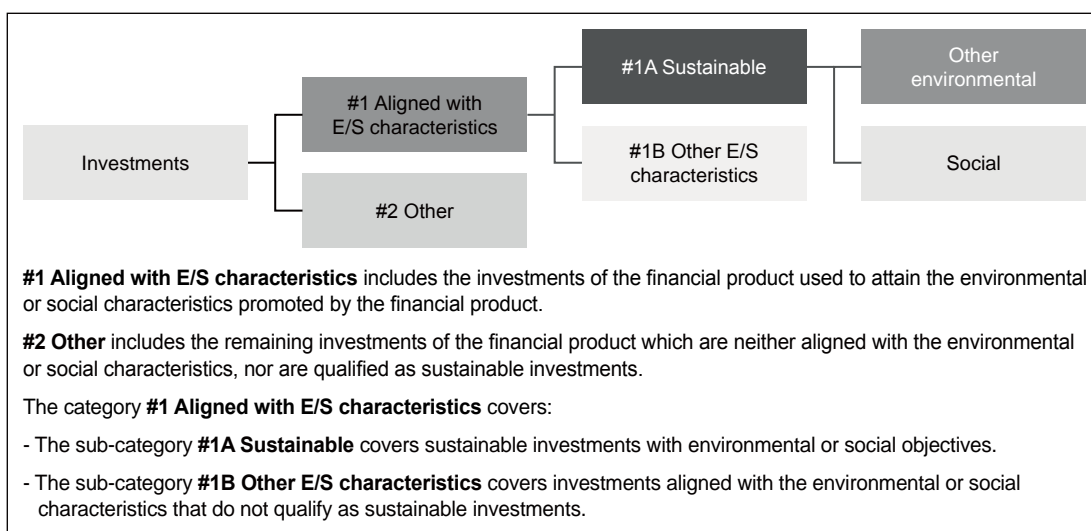 #1A Sustainable
Other
environmental
#1 Aligned with
E/S characteristics
Investments
#1B Other E/S
characteristics
Social
#2 Other
#1 Aligned with E/S characteristics includes the investments of the financial product used to attain the environmental
or social characteristics promoted by the financial product.
#2 Other includes the remaining investments of the financial product which are neither aligned with the environmental
or social characteristics, nor are qualified as sustainable investments.
The category #1 Aligned with E/S characteristics covers:
- The sub-category #1A Sustainable covers sustainable investments with environmental or social objectives.
- The sub-category #1B Other E/S characteristics covers investments aligned with the environmental or social
characteristics that do not qualify as sustainable investments.